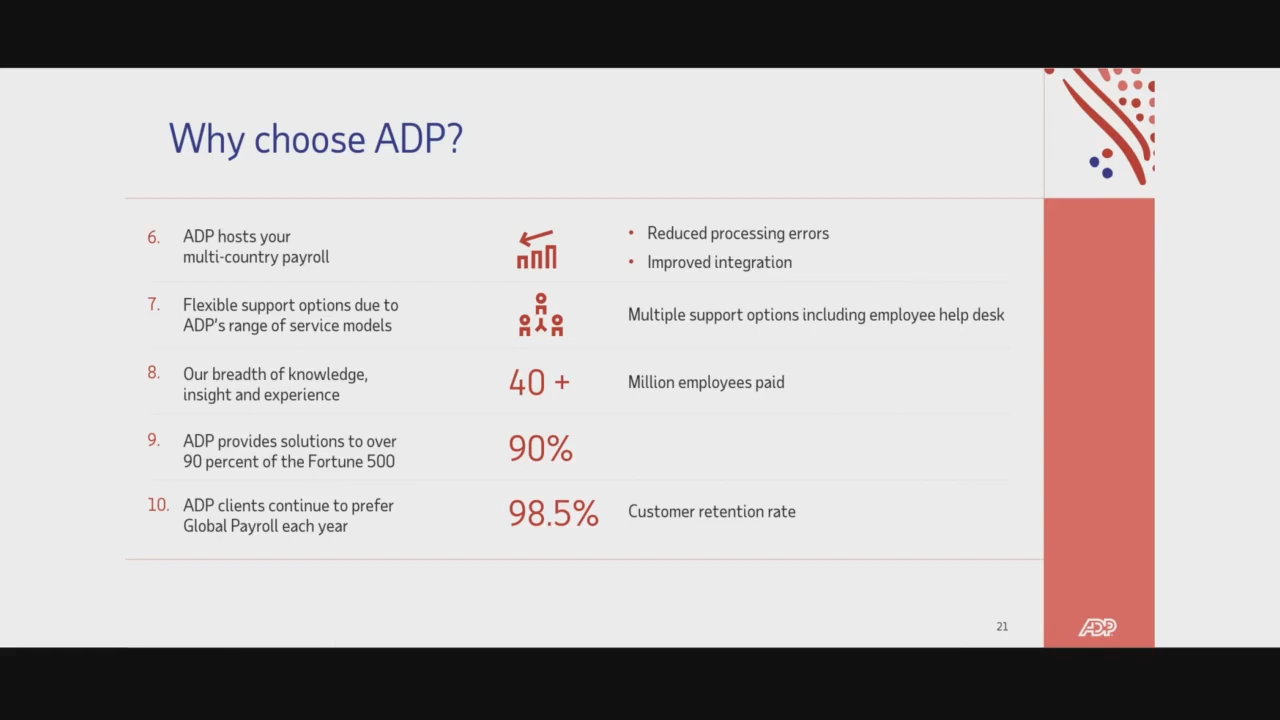 Why choose ADP?
6. ADP hosts your
multi-country payroll
• Reduced processing errors
• Improved integration
7. Flexible support options due to
ADP's range of service models
Multiple support options including employee help desk
8. Our breadth of knowledge,
insight and experience
40 +
Million employees paid
9. ADP provides solutions to over
90 percent of the Fortune 500
90%
10. ADP clients continue to prefer
Global Payroll each year
98.5%
Customer retention rate
21
ADP